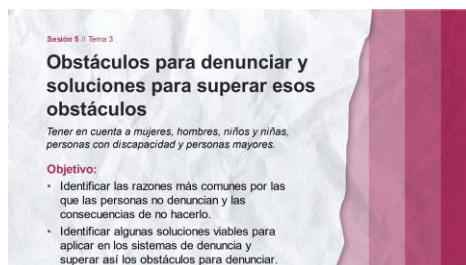 Sesión 5 // Tema 3
Obstáculos para denunciar y
soluciones para superar esos
obstáculos
Tener en cuenta a mujeres, hombres, niños y niñas,
personas con discapacidad y personas mayores.
Objetivo:
• Identificar las razones más comunes por las
que las personas no denuncian y las
consecuencias de no hacerlo.
• Identificar algunas soluciones viables para
aplicar en los sistemas de denuncia y
superar así los obstáculos para denunciar.